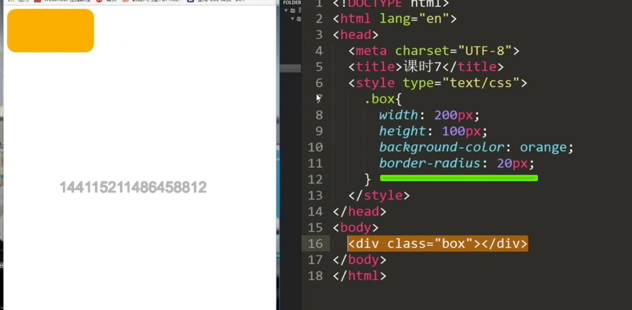 FOLDER
1 <!DOCTYPE html>
2 <html lang="en">
3 <head>
4 <meta charset="UTF-8">
5 <title>课时7</title>
6 <style type="text/css">
7 .box{
8 width: 200px;
9 height: 100px;
10 background-color: orange;
11 border-radius: 20px;
12 }
13 </style>
14 </head>
15 <body>
16 <div class="box"></div>
17 </body>
18 </html>
144115211486458812